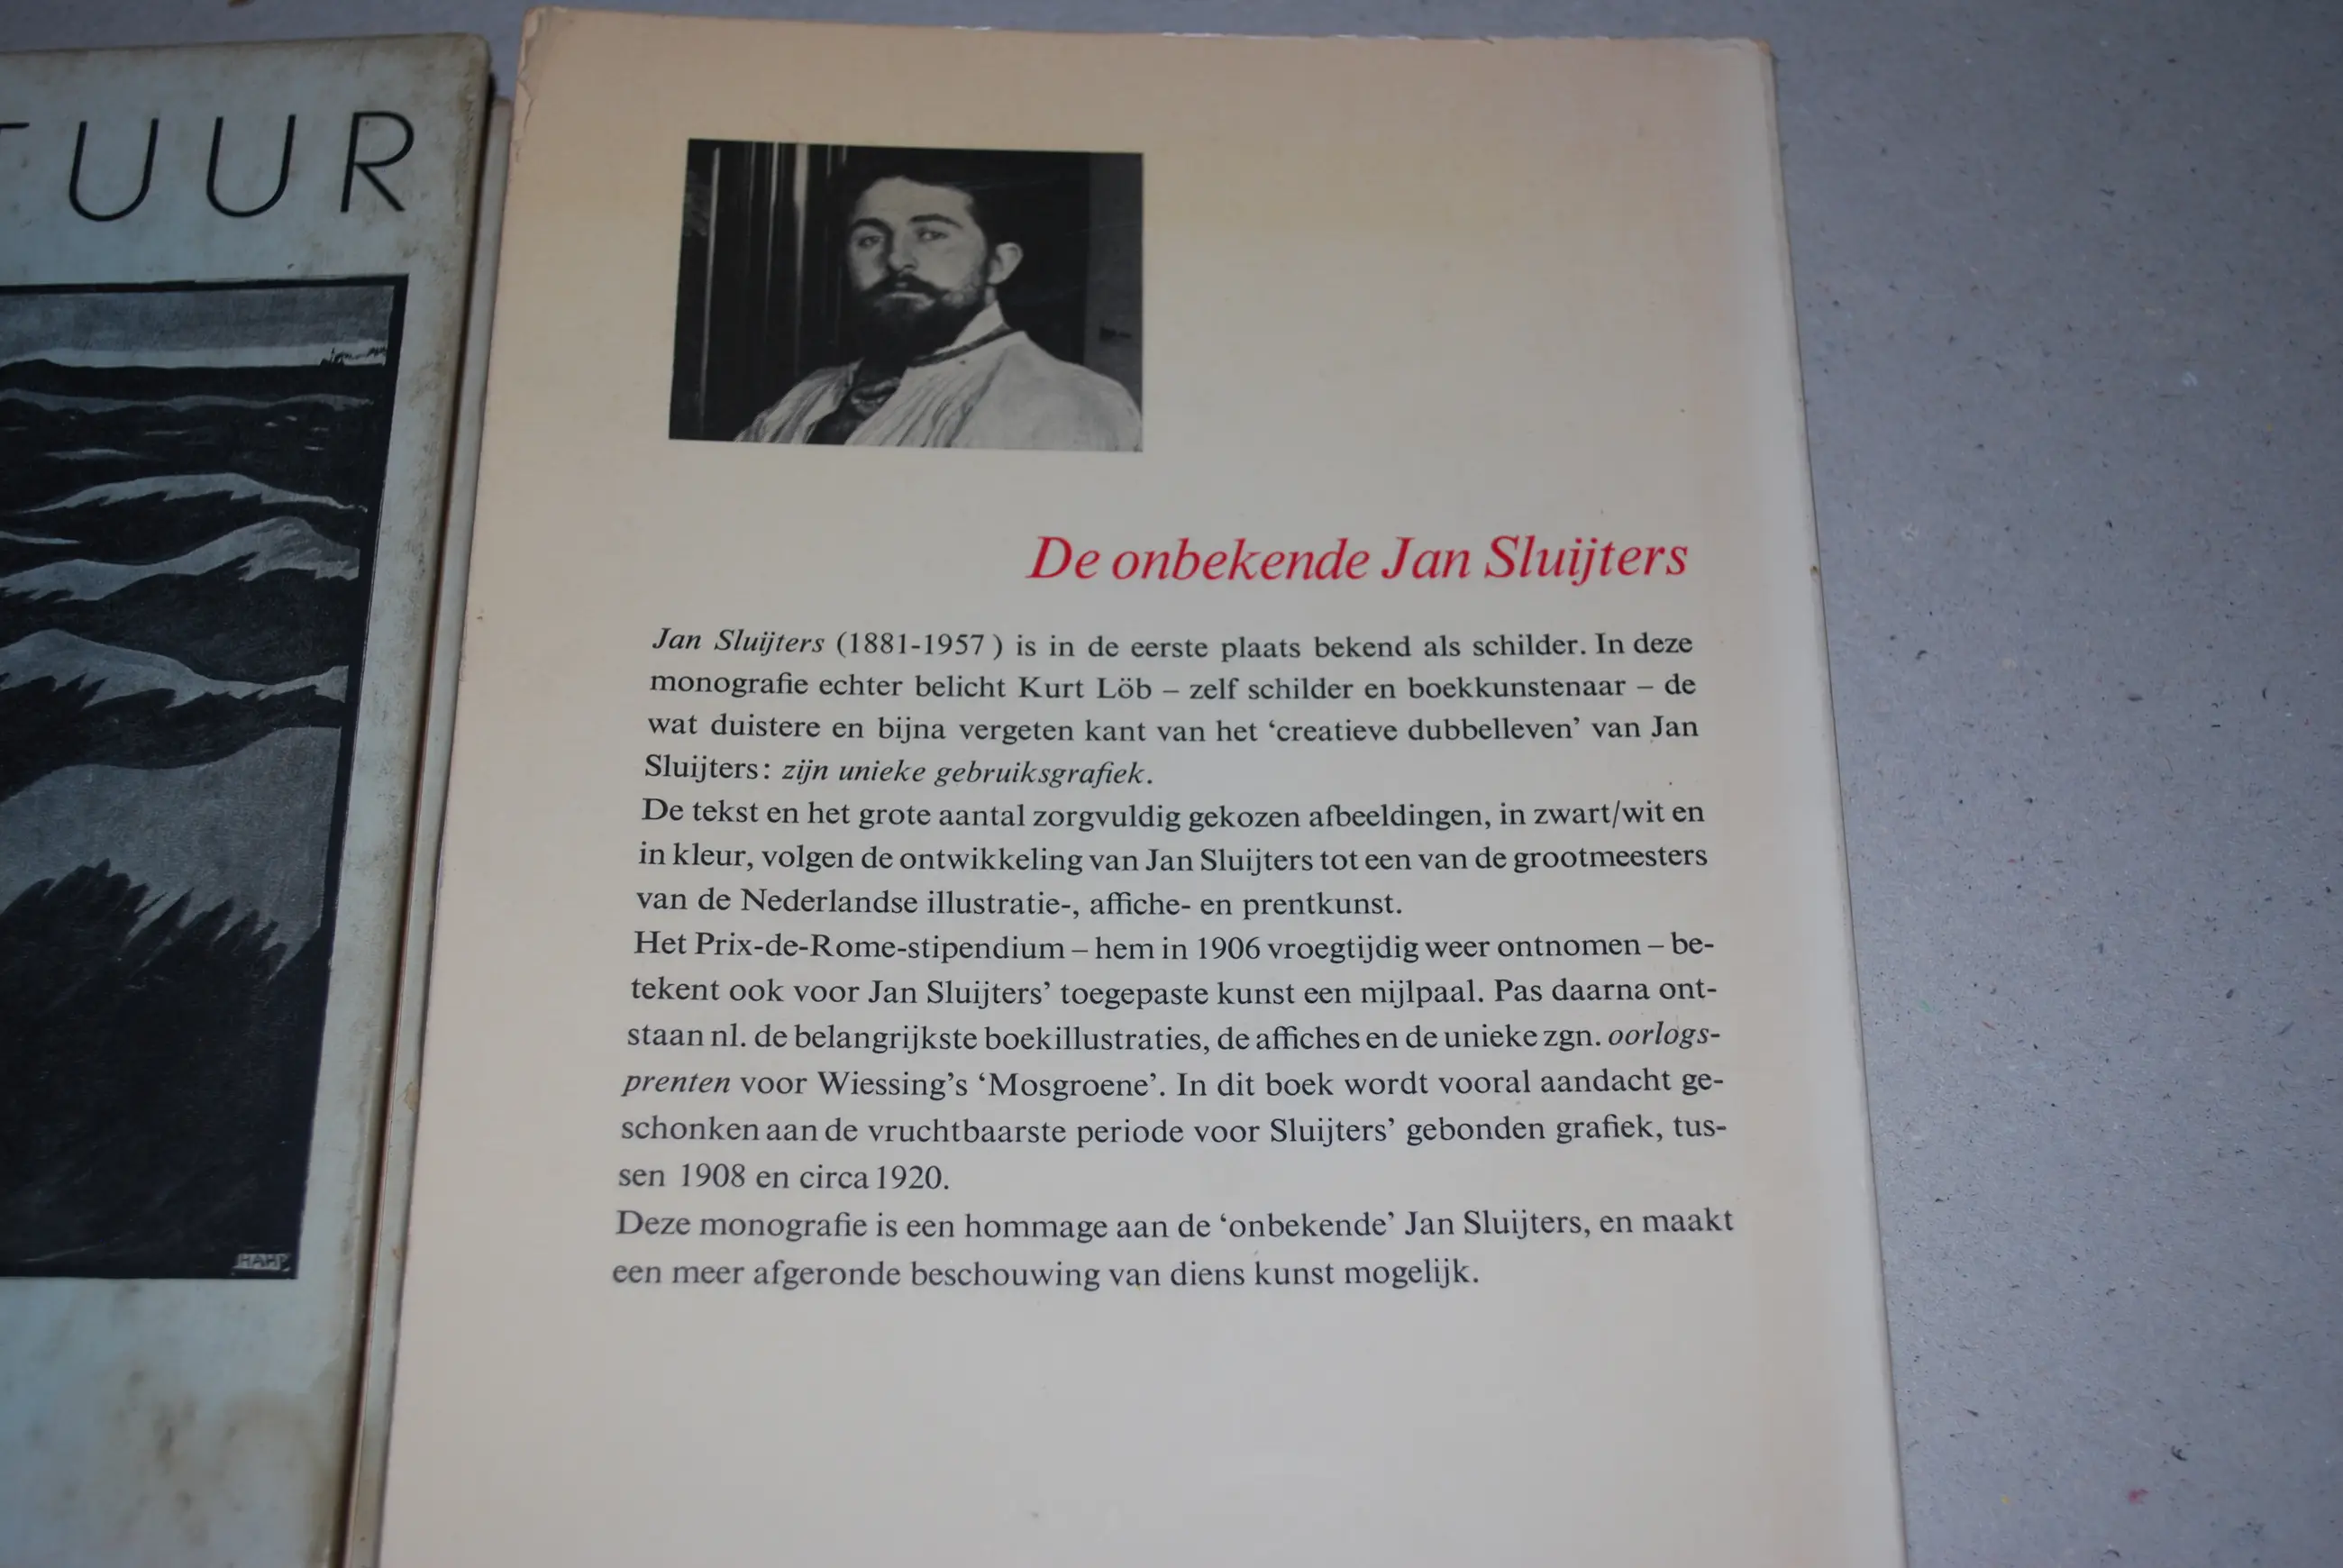 TUUR
HAHP
De onbekende Jan Sluijters
Jan Sluijters (1881-1957 ) is in de eerste plaats bekend als schilder. In deze
monografie echter belicht Kurt Löb – zelf schilder en boekkunstenaar – de
wat duistere en bijna vergeten kant van het ‘creatieve dubbelleven’ van Jan
Sluijters: zijn unieke gebruiksgrafiek.
De tekst en het grote aantal zorgvuldig gekozen afbeeldingen, in zwart/wit en
in kleur, volgen de ontwikkeling van Jan Sluijters tot een van de grootmeesters
van de Nederlandse illustratie-, affiche- en prentkunst.
Het Prix-de-Rome-stipendium – hem in 1906 vroegtijdig weer ontnomen – be-
tekent ook voor Jan Sluijters’ toegepaste kunst een mijlpaal. Pas daarna ont-
staan nl. de belangrijkste boekillustraties, de affiches en de unieke zgn. oorlogs-
prenten voor Wiessing’s ‘Mosgroene’. In dit boek wordt vooral aandacht ge-
schonken aan de vruchtbaarste periode voor Sluijters’ gebonden grafiek, tus-
sen 1908 en circa 1920.
Deze monografie is een hommage aan de ‘onbekende’ Jan Sluijters, en maakt
een meer afgeronde beschouwing van diens kunst mogelijk.